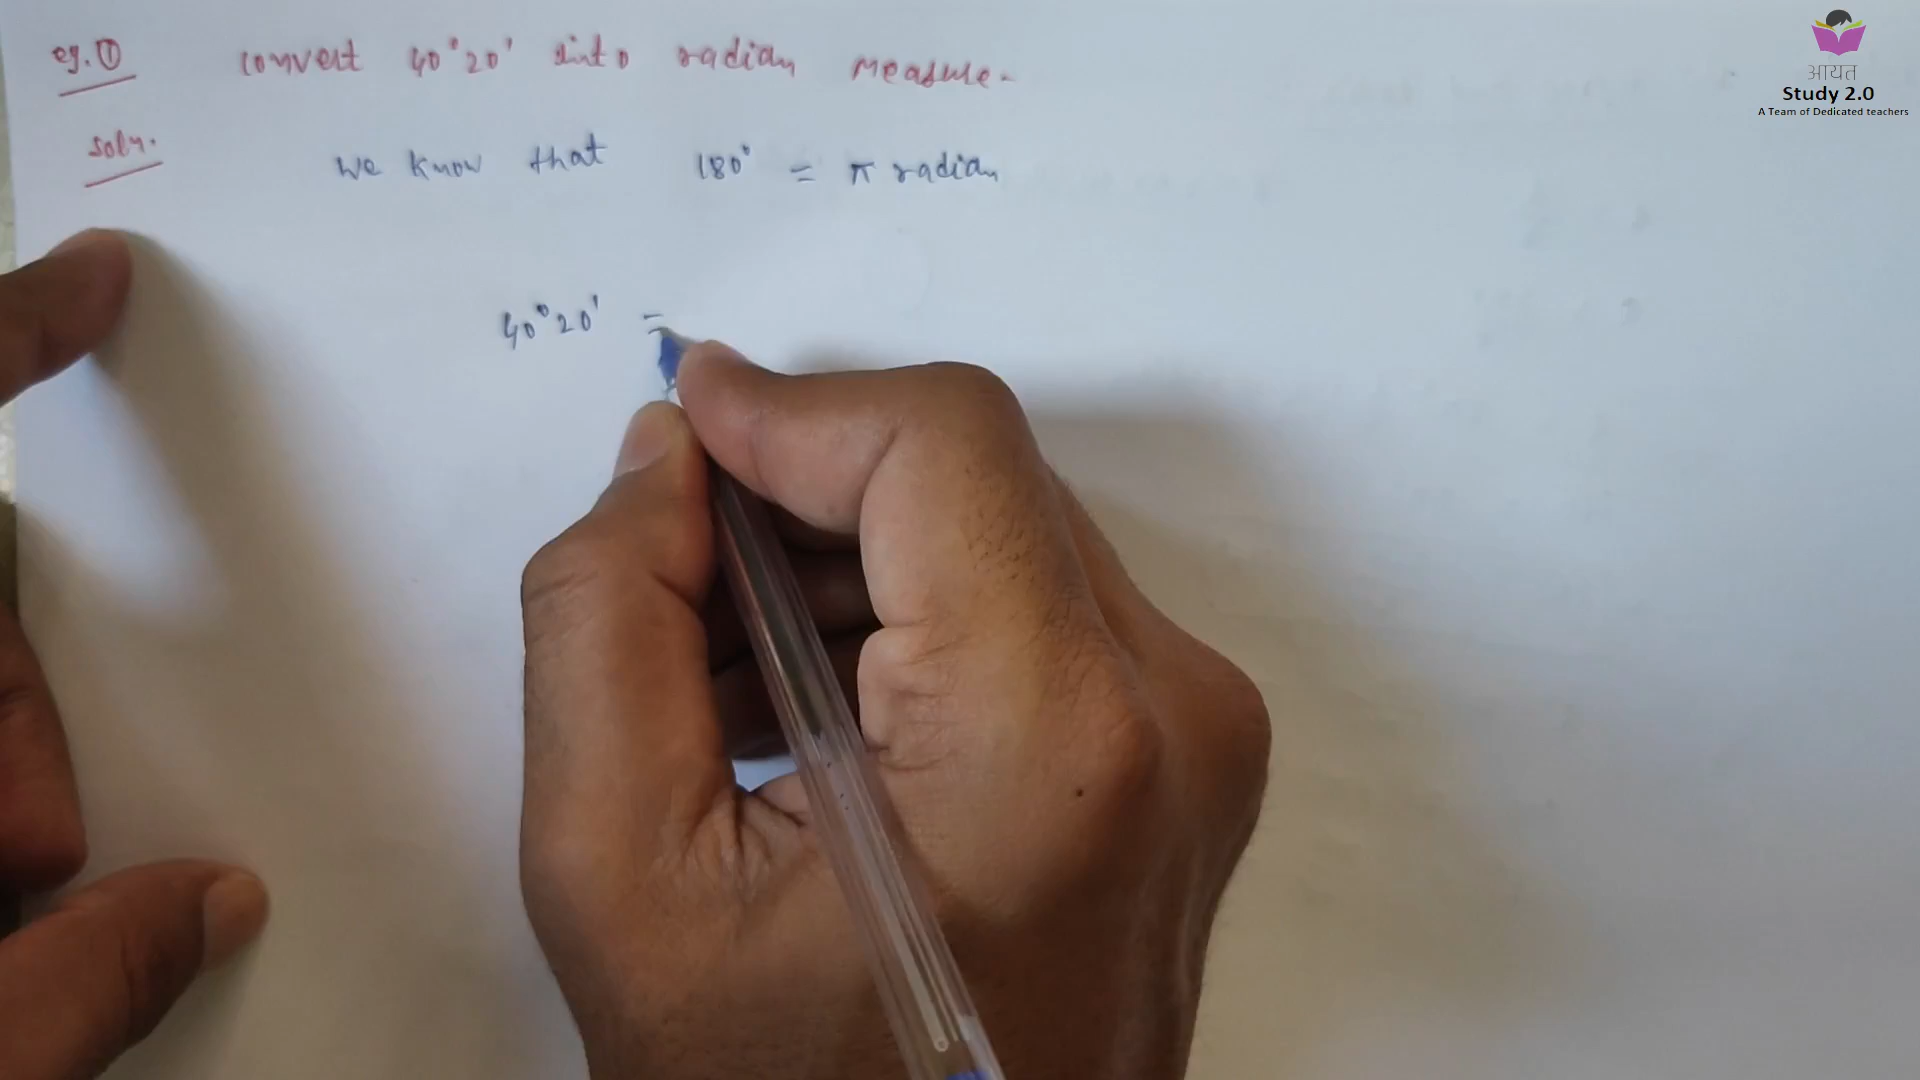 eg. ① convert 40°20' into radian measure.
आयत
Study 2.0
A Team of Dedicated teachers
Soln. We know that 180° = π radian
40°20' =